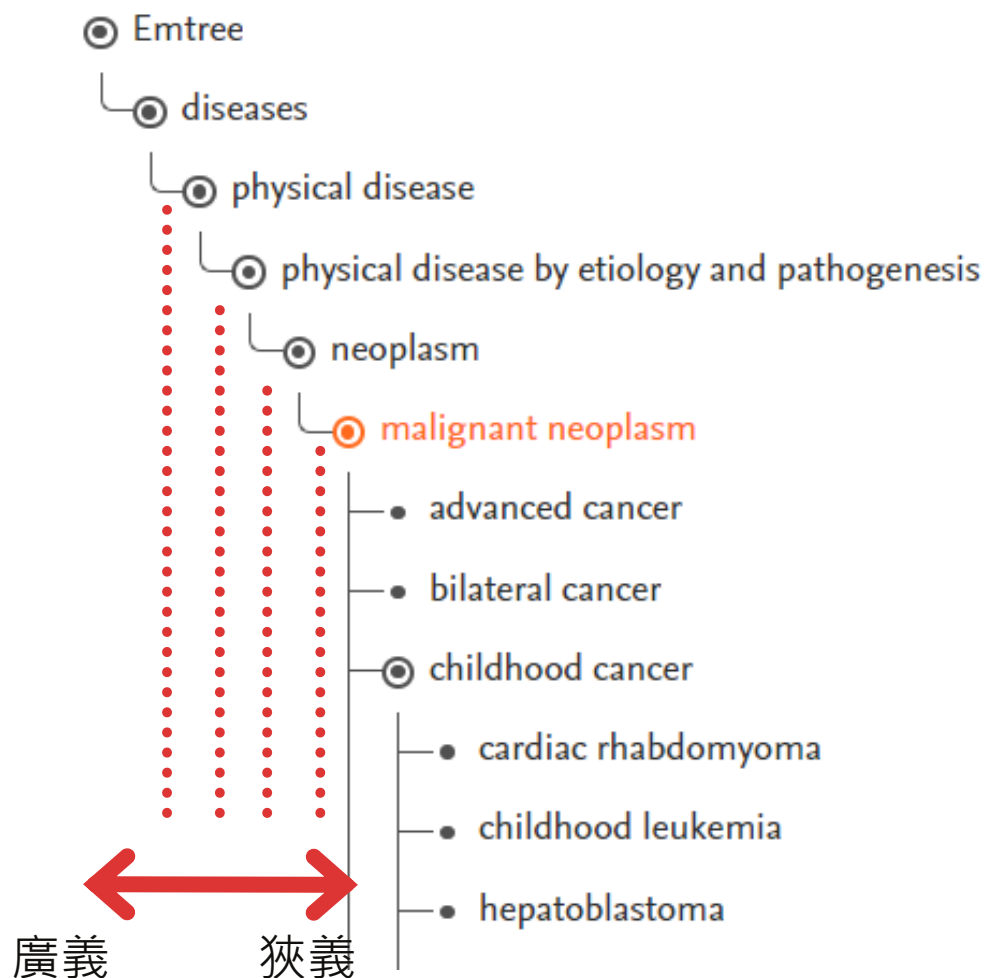 Emtree
diseases
physical disease
physical disease by etiology and pathogenesis
neoplasm
malignant neoplasm
advanced cancer
bilateral cancer
childhood cancer
cardiac rhabdomyoma
childhood leukemia
hepatoblastoma
廣義 狹義